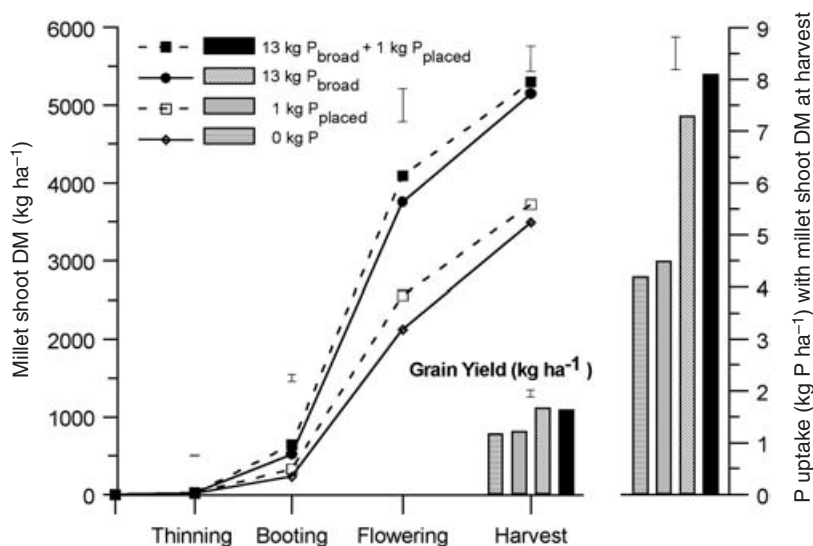 Millet shoot DM (kg ha⁻¹)
6000
5000
4000
3000
2000
1000
0
13 kg P_broad + 1 kg P_placed
13 kg P_broad
1 kg P_placed
0 kg P
Grain Yield (kg ha⁻¹)
Thinning Booting Flowering Harvest
9
8
7
6
5
4
3
2
1
0
P uptake (kg P ha⁻¹) with millet shoot DM at harvest